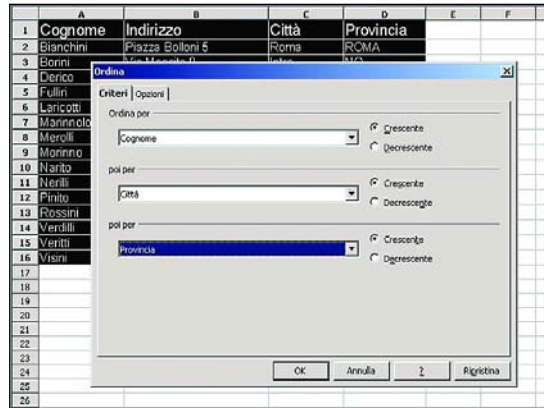 A B C D E F
1 Cognome Indirizzo Città Provincia
2 Bianchini Piazza Bolloni 5 Roma ROMA
3 Bonni
4 Derico
5 Fulliri
6 Laricotti
7 Marinnolo
8 Merolli
9 Morinno
10 Narito
11 Nerilli
12 Pinito
13 Rossini
14 Verdilli
15 Veritti
16 Visini
17
18
19
20
21
22
23
24
25
26
Ordina
Criteri Opzioni
Ordina per
Cognome
Crescente
Decrescente
poi per
Città
Crescente
Decrescente
poi per
Provincia
Crescente
Decrescente
OK Annulla ? Ripristina